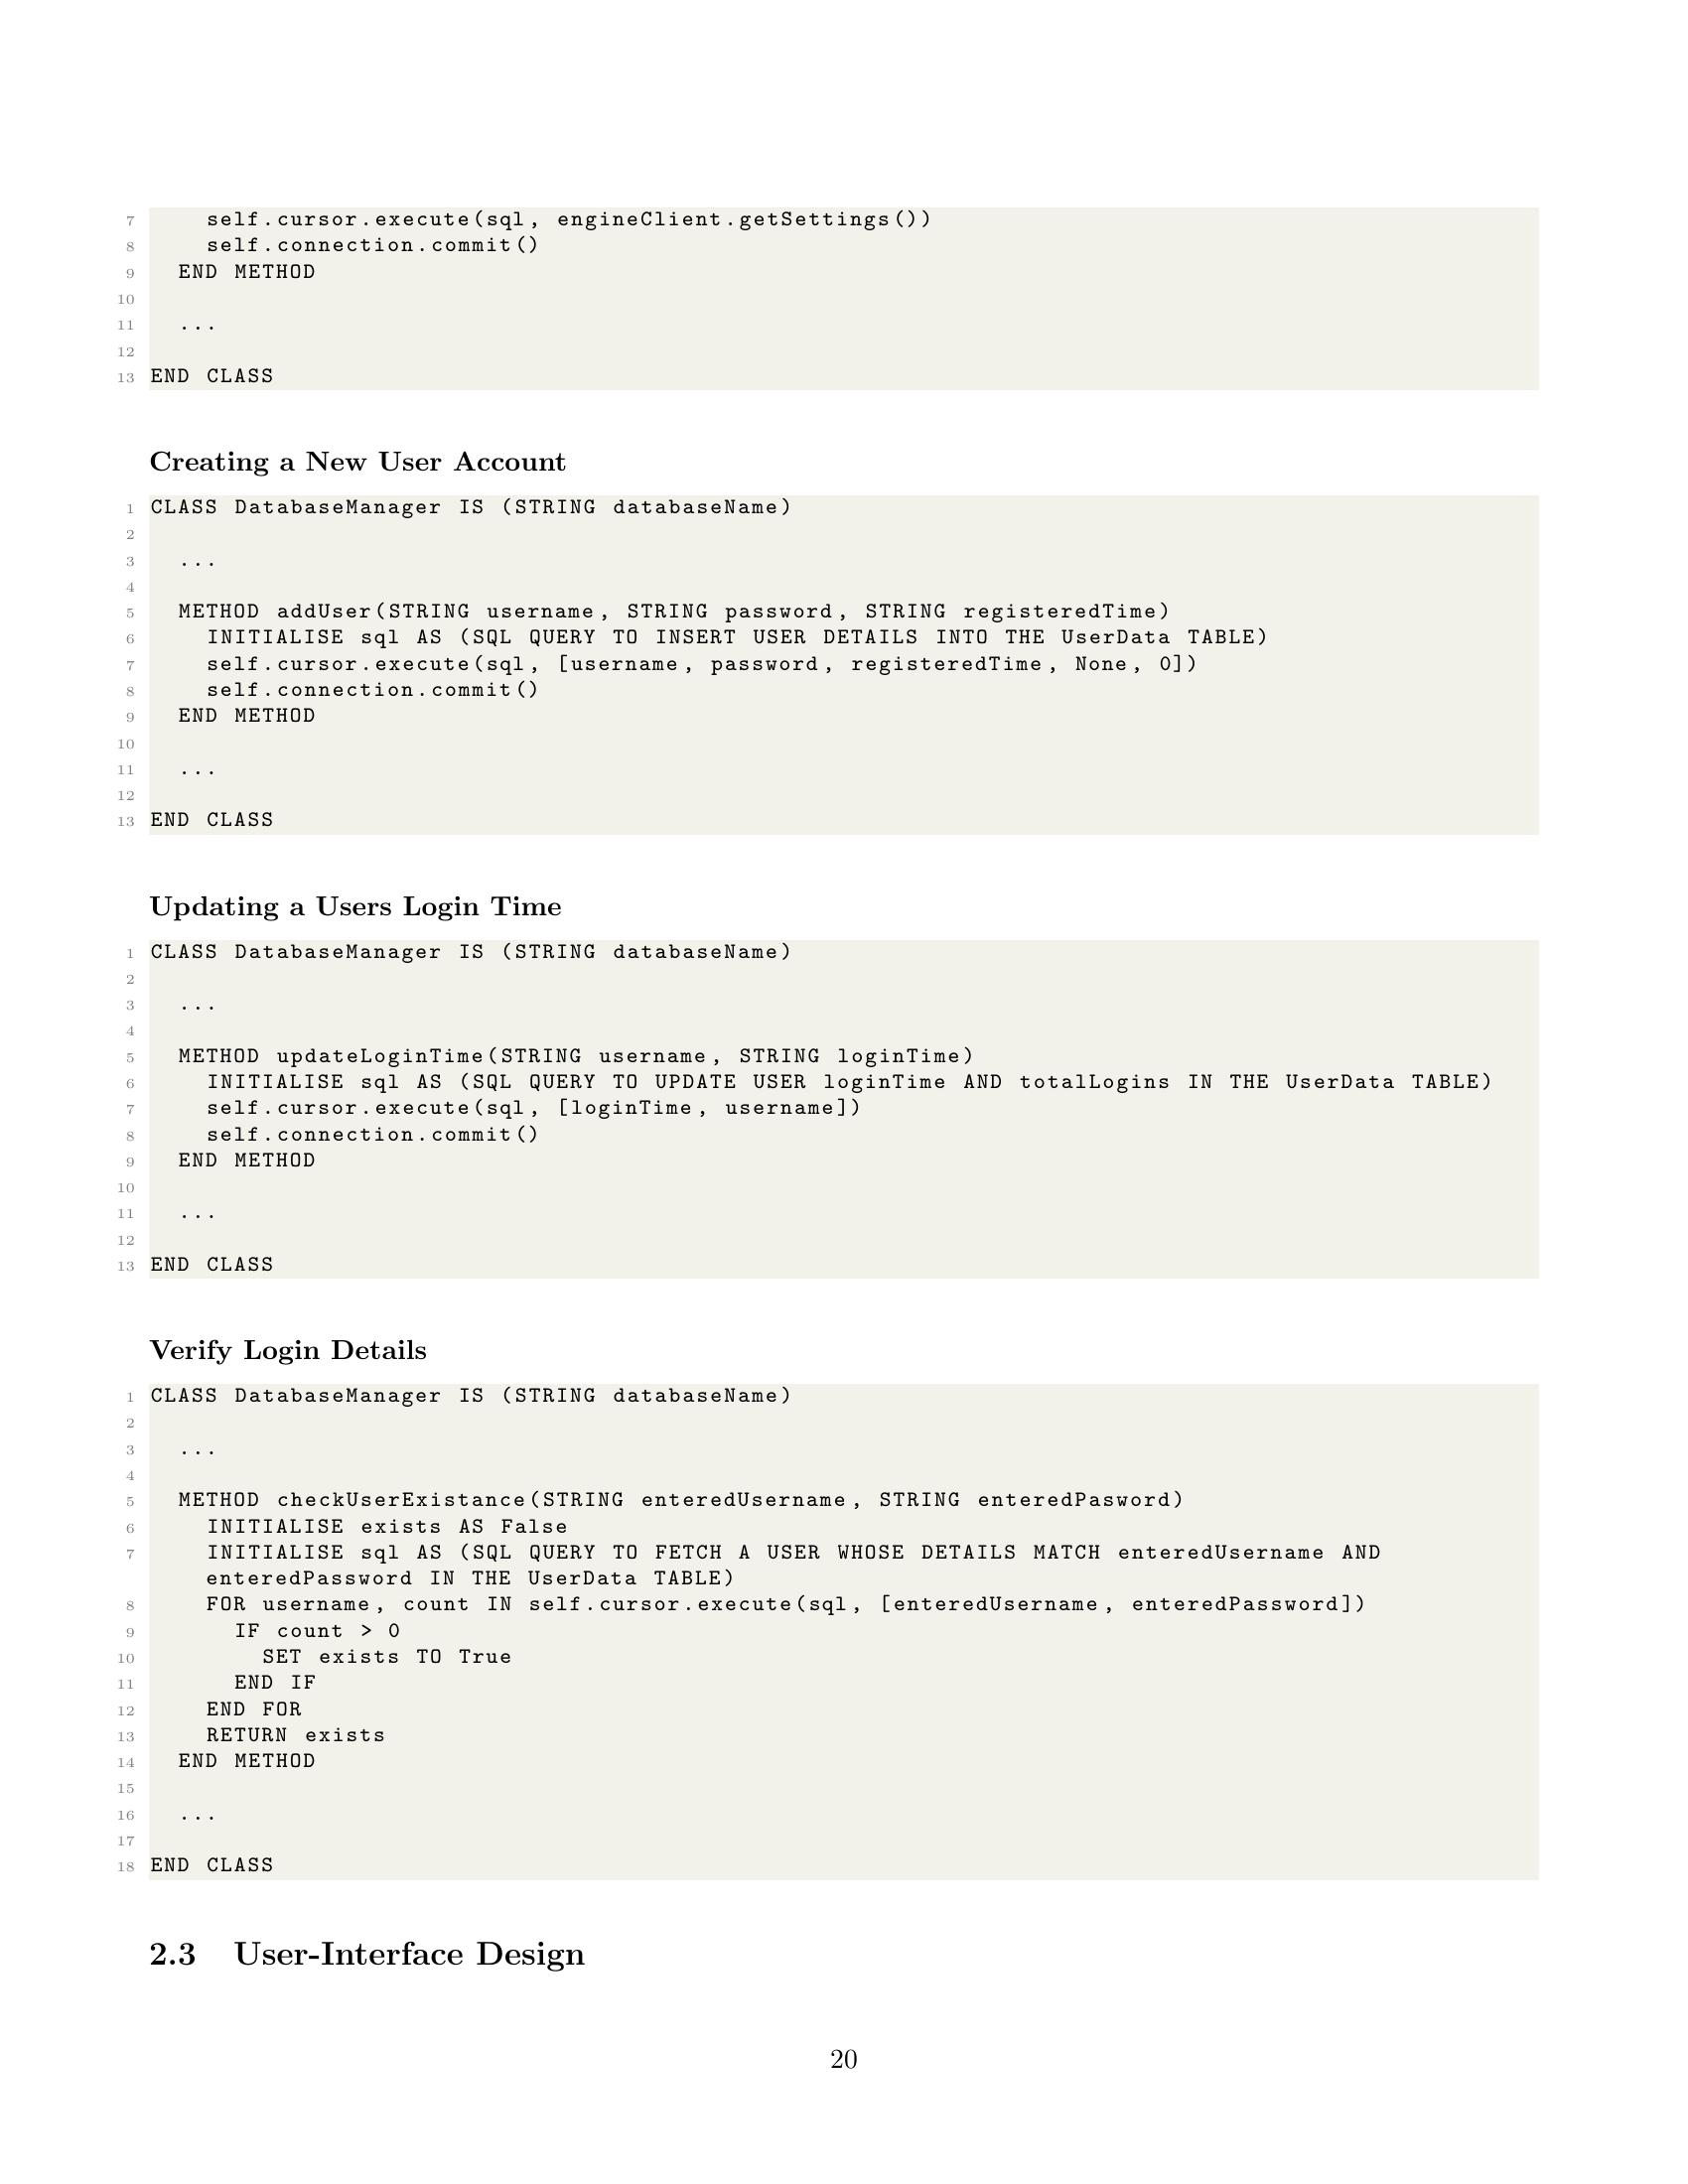 7 self.cursor.execute(sql, engineClient.getSettings())
8 self.connection.commit()
9 END METHOD
10
11 ...
12
13 END CLASS
Creating a New User Account
1 CLASS DatabaseManager IS (STRING databaseName)
2
3 ...
4
5 METHOD addUser(STRING username, STRING password, STRING registeredTime)
6 INITIALISE sql AS (SQL QUERY TO INSERT USER DETAILS INTO THE UserData TABLE)
7 self.cursor.execute(sql, [username, password, registeredTime, None, 0])
8 self.connection.commit()
9 END METHOD
10
11 ...
12
13 END CLASS
Updating a Users Login Time
1 CLASS DatabaseManager IS (STRING databaseName)
2
3 ...
4
5 METHOD updateLoginTime(STRING username, STRING loginTime)
6 INITIALISE sql AS (SQL QUERY TO UPDATE USER loginTime AND totalLogins IN THE UserData TABLE)
7 self.cursor.execute(sql, [loginTime, username])
8 self.connection.commit()
9 END METHOD
10
11 ...
12
13 END CLASS
Verify Login Details
1 CLASS DatabaseManager IS (STRING databaseName)
2
3 ...
4
5 METHOD checkUserExistance(STRING enteredUsername, STRING enteredPasword)
6 INITIALISE exists AS False
7 INITIALISE sql AS (SQL QUERY TO FETCH A USER WHOSE DETAILS MATCH enteredUsername AND
enteredPassword IN THE UserData TABLE)
8 FOR username, count IN self.cursor.execute(sql, [enteredUsername, enteredPassword])
9 IF count > 0
10 SET exists TO True
11 END IF
12 END FOR
13 RETURN exists
14 END METHOD
15
16 ...
17
18 END CLASS
2.3 User-Interface Design
20